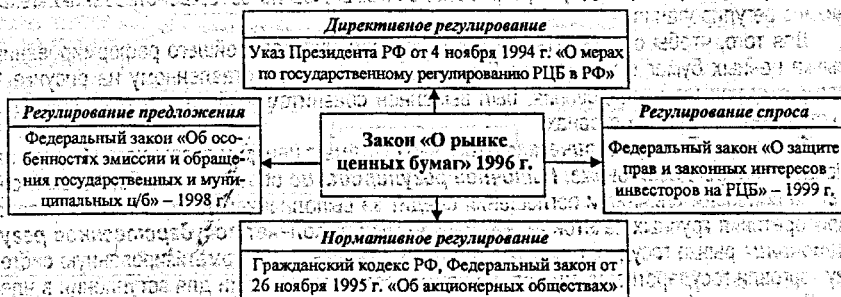 Директивное регулирование
Указ Президента РФ от 4 ноября 1994 г. «О мерах
по государственному регулированию РЦБ в РФ»
Регулирование предложения
Федеральный закон «Об осо-
бенностях эмиссии и обраще-
ния государственных и муни-
ципальных ц/б» – 1998 г.
Закон «О рынке
ценных бумаг» 1996 г.
Регулирование спроса
Федеральный закон «О защите
прав и законных интересов
инвесторов на РЦБ» – 1999 г.
Нормативное регулирование
Гражданский кодекс РФ, Федеральный закон от
26 ноября 1995 г. «Об акционерных обществах»